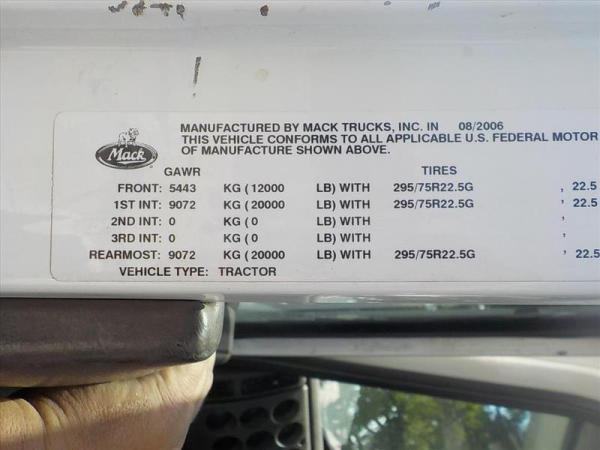 MANUFACTURED BY MACK TRUCKS, INC. IN 08/2006
THIS VEHICLE CONFORMS TO ALL APPLICABLE U.S. FEDERAL MOTOR
OF MANUFACTURE SHOWN ABOVE.
Mack
GAWR TIRES
FRONT: 5443 KG ( 12000 LB) WITH 295/75R22.5G , 22.5
1ST INT: 9072 KG ( 20000 LB) WITH 295/75R22.5G , 22.5
2ND INT: 0 KG ( 0 LB) WITH ,
3RD INT: 0 KG ( 0 LB) WITH ,
REARMOST: 9072 KG ( 20000 LB) WITH 295/75R22.5G , 22.5
VEHICLE TYPE: TRACTOR